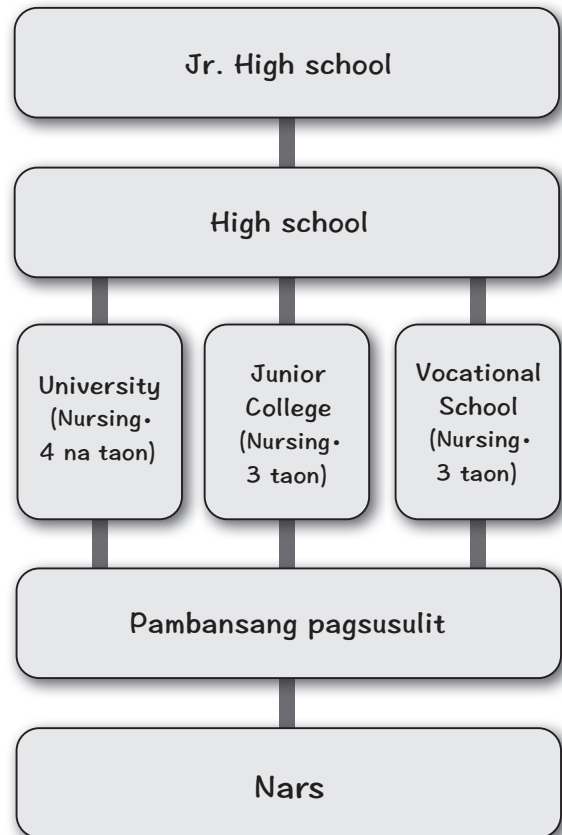 Jr. High school
High school
University
(Nursing・
4 na taon)
Junior
College
(Nursing・
3 taon)
Vocational
School
(Nursing・
3 taon)
Pambansang pagsusulit
Nars